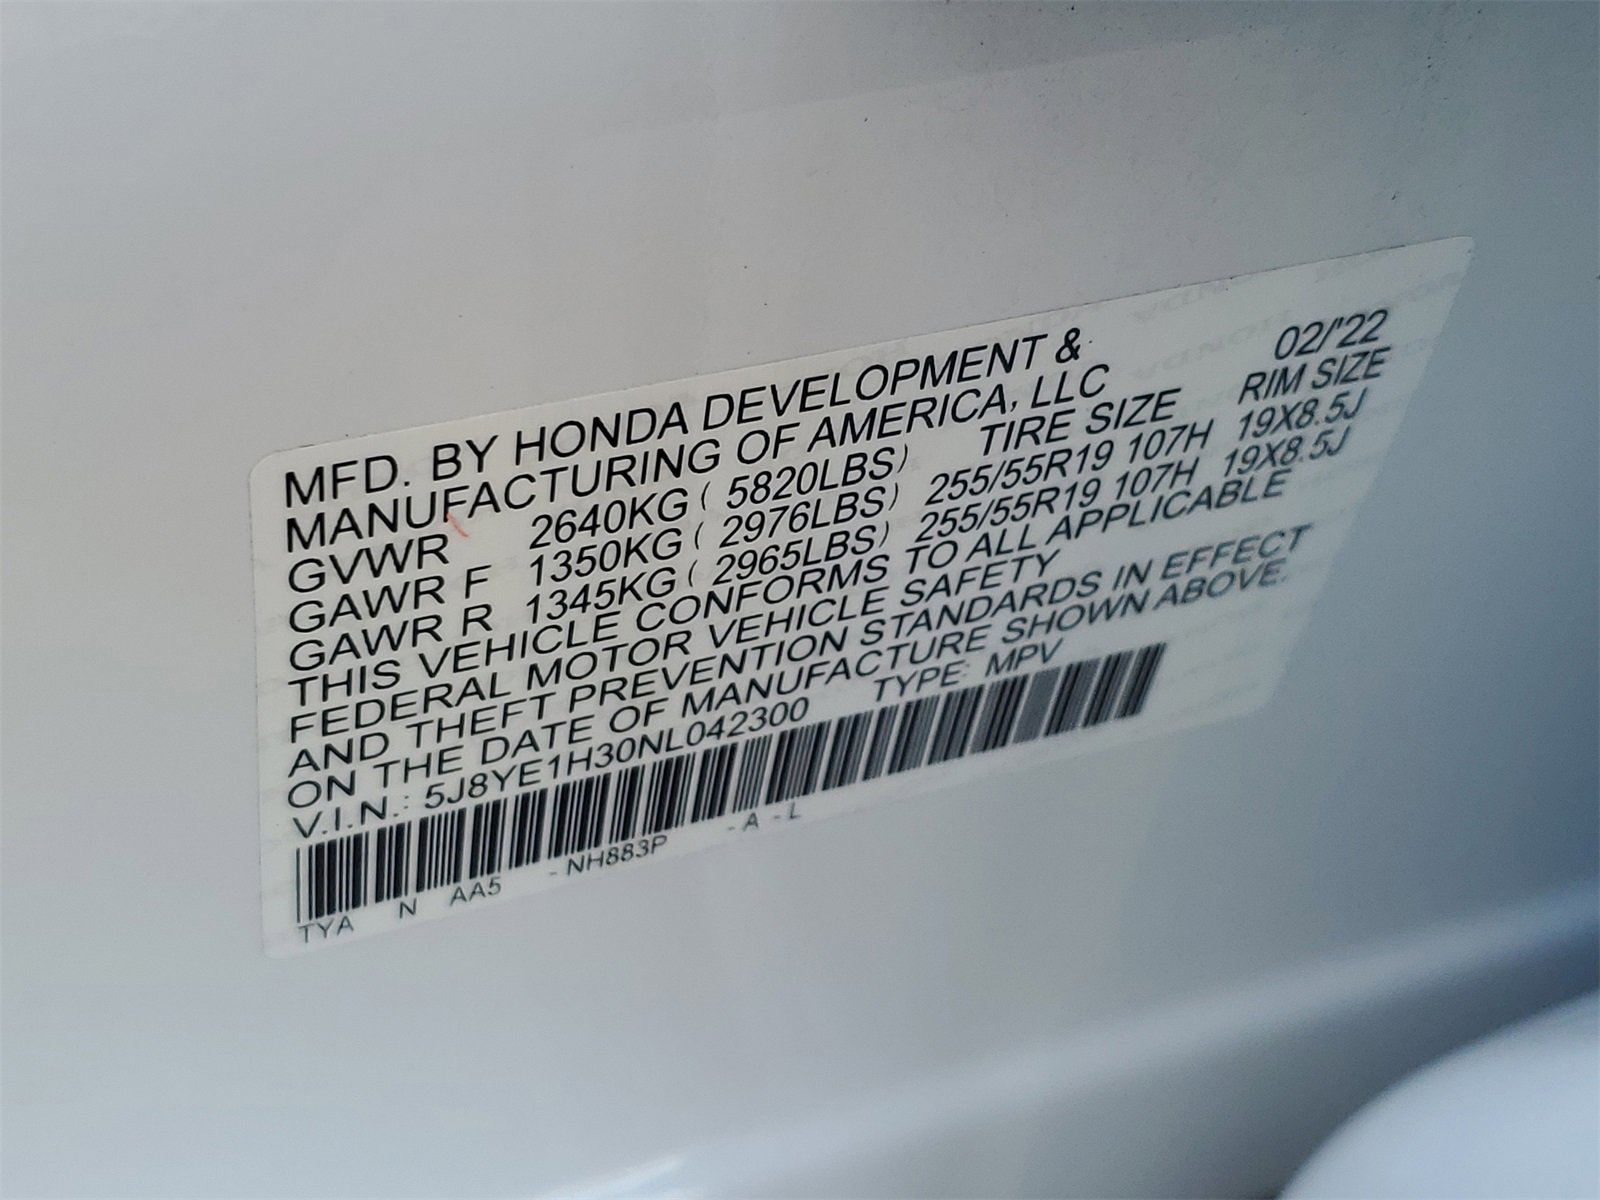 MFD. BY HONDA DEVELOPMENT & 02/'22
MANUFACTURING OF AMERICA, LLC RIM SIZE
GVWR 2640KG ( 5820LBS) TIRE SIZE
GAWR F 1350KG ( 2976LBS) 255/55R19 107H 19X8.5J
GAWR R 1345KG ( 2965LBS) 255/55R19 107H 19X8.5J
THIS VEHICLE CONFORMS TO ALL APPLICABLE
FEDERAL MOTOR VEHICLE SAFETY
AND THEFT PREVENTION STANDARDS IN EFFECT
ON THE DATE OF MANUFACTURE SHOWN ABOVE.
V.I.N.: 5J8YE1H30NL042300 TYPE: MPV
TYA N AA5 - NH883P - A - L